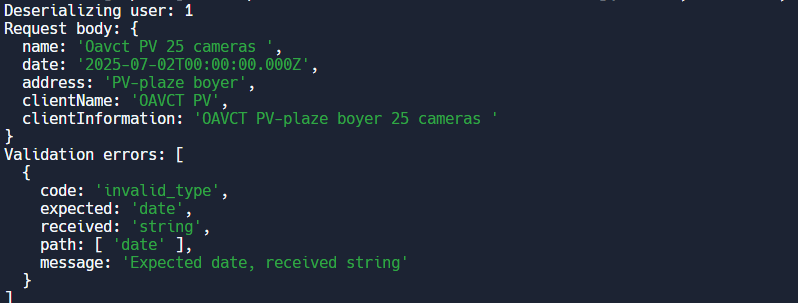 Deserializing user: 1
Request body: {
  name: 'Oavct PV 25 cameras ',
  date: '2025-07-02T00:00:00.000Z',
  address: 'PV-plaze boyer',
  clientName: 'OAVCT PV',
  clientInformation: 'OAVCT PV-plaze boyer 25 cameras '
}
Validation errors: [
  {
    code: 'invalid_type',
    expected: 'date',
    received: 'string',
    path: [ 'date' ],
    message: 'Expected date, received string'
  }
]